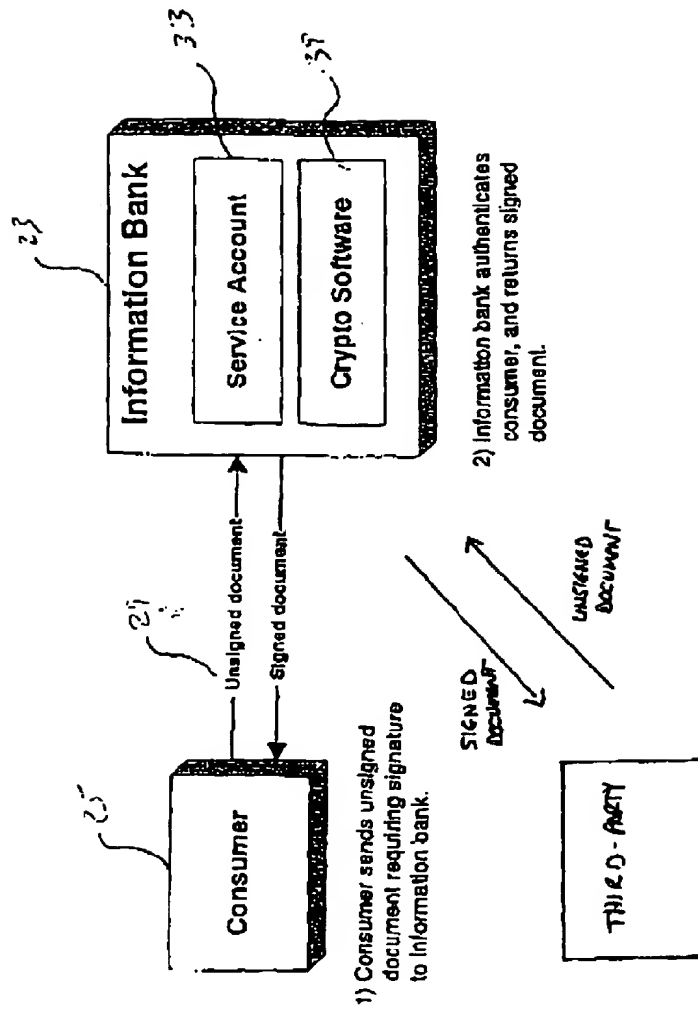 23
Information Bank
33
Service Account
Crypto Software
25
Consumer
Unsigned document
Signed document
1) Consumer sends unsigned
document requiring signature
to Information bank.
2) Information bank authenticates
consumer, and returns signed
document.
SIGNED
DOCUMENT
UNSIGNED
DOCUMENT
THIRD-PARTY